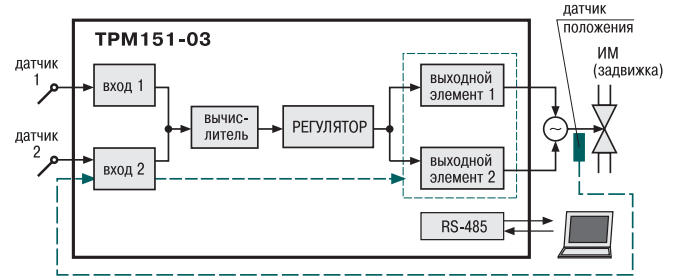 датчик
положения
ТРМ151-03
ИМ
(задвижка)
датчик
1
вход 1
выходной
элемент 1
вычис-
литель
РЕГУЛЯТОР
~
датчик
2
вход 2
выходной
элемент 2
RS-485